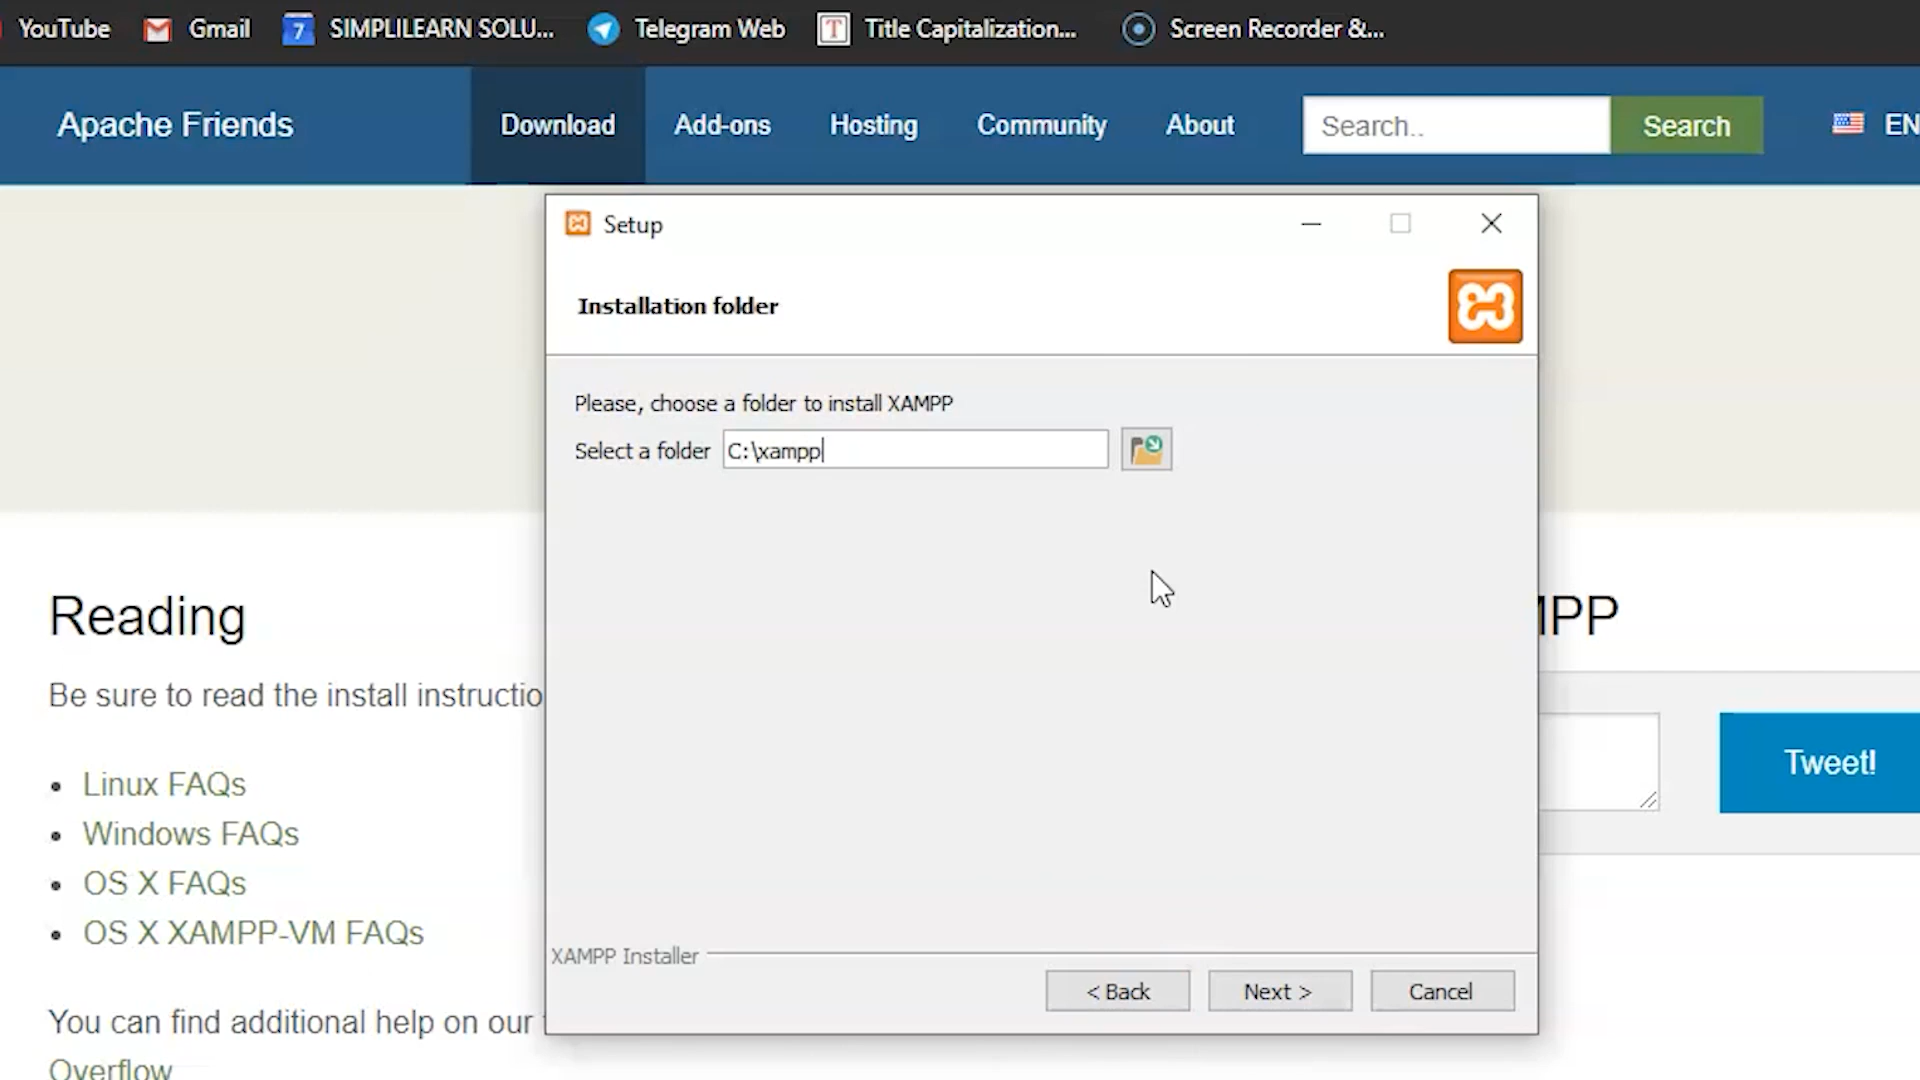 YouTube
Gmail
7
SIMPLILEARN SOLU...
Telegram Web
T
Title Capitalization...
Screen Recorder &...
Apache Friends
Download
Add-ons
Hosting
Community
About
Search..
Search
EN
Setup
Installation folder
Please, choose a folder to install XAMPP
Select a folder C:\xampp
XAMPP Installer
< Back
Next >
Cancel
Reading
Be sure to read the install instructio
Linux FAQs
Windows FAQs
OS X FAQs
OS X XAMPP-VM FAQs
You can find additional help on our
Overflow
MPP
Tweet!